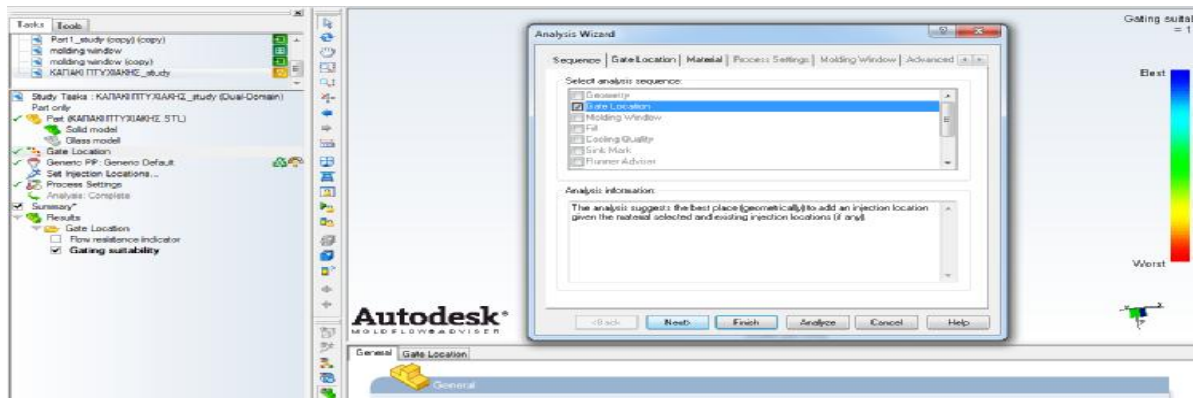 Tasks Tools
Part1_study (copy) (copy)
molding window
molding window (copy)
ΚΑΠΑΚΙ ΠΤΥΧΙΑΚΗΣ_study
Study Tasks : ΚΑΠΑΚΙ ΠΤΥΧΙΑΚΗΣ_study (Dual-Domain)
Part only
Part (ΚΑΠΑΚΙ ΠΤΥΧΙΑΚΗΣ.STL)
Solid model
Glass model
Gate Location
Generic PP: Generic Default
Set Injection Locations...
Process Settings
Analysis: Complete
Summary*
Results
Gate Location
Flow resistance indicator
Gating suitability
Analysis Wizard
Sequence Gate Location Material Process Settings Molding Window Advanced
Select analysis sequence:
Geometry
Gate Location
Molding Window
Fill
Cooling Quality
Sink Mark
Runner Adviser
Analysis information:
The analysis suggests the best place (geometrically) to add an injection location
given the material selected and existing injection locations (if any).
<Back Next> Finish Analyze Cancel Help
Gating suital
= 1
Best
Worst
Autodesk®
MOLDFLOW® ADVISER
General Gate Location
General